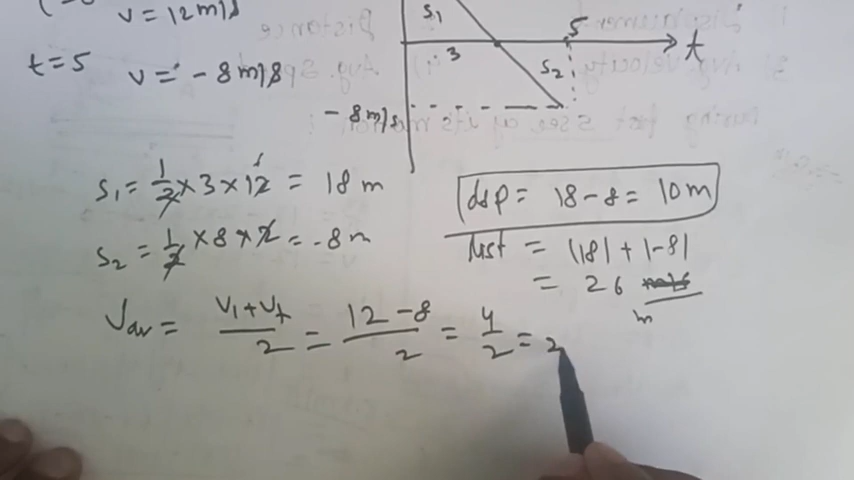 v = 12 m/s
t = 5 v = - 8 m/s
S1
3
5
t
S2
- 8 m/s
S1 = 1/2 × 3 × 12 = 18 m
S2 = 1/2 × 8 × 2 = -8 m
dsp = 18 - 8 = 10 m
dist = |18| + |-8|
= 26
m
Vav = V1 + Vf / 2 = 12 - 8 / 2 = 4/2 = 2